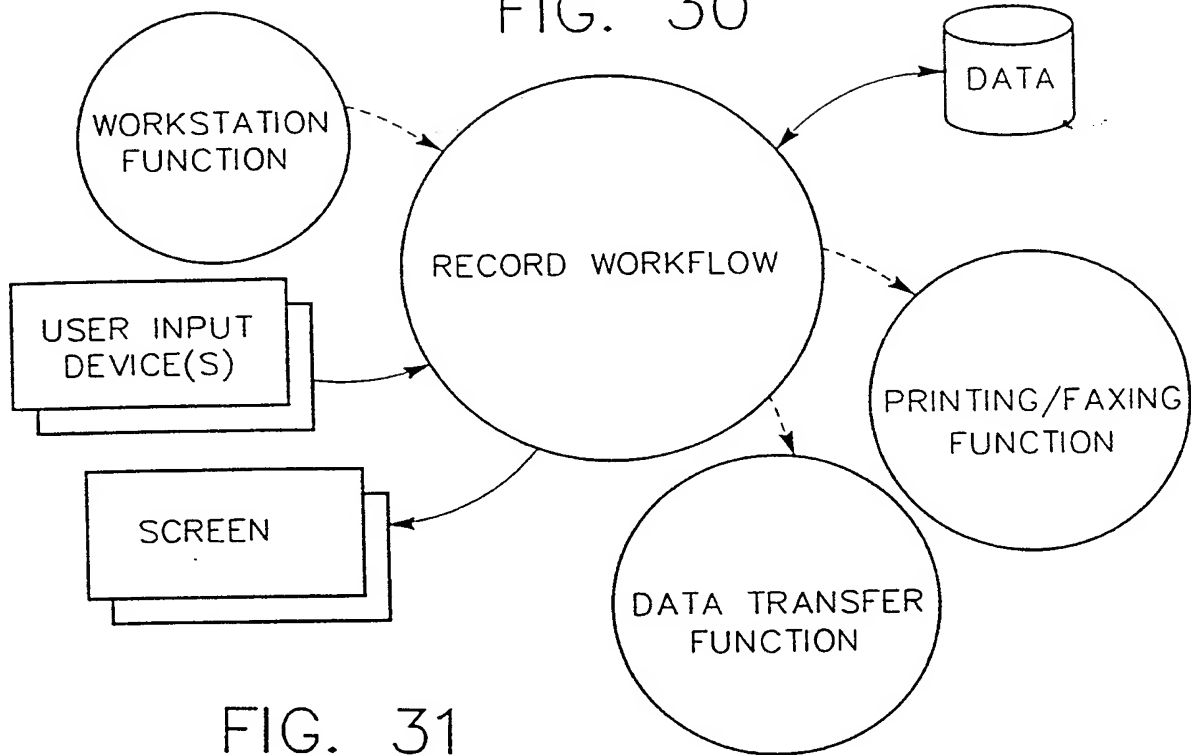 FIG. 30
WORKSTATION
FUNCTION
DATA
RECORD WORKFLOW
USER INPUT
DEVICE(S)
PRINTING/FAXING
FUNCTION
SCREEN
DATA TRANSFER
FUNCTION
FIG. 31